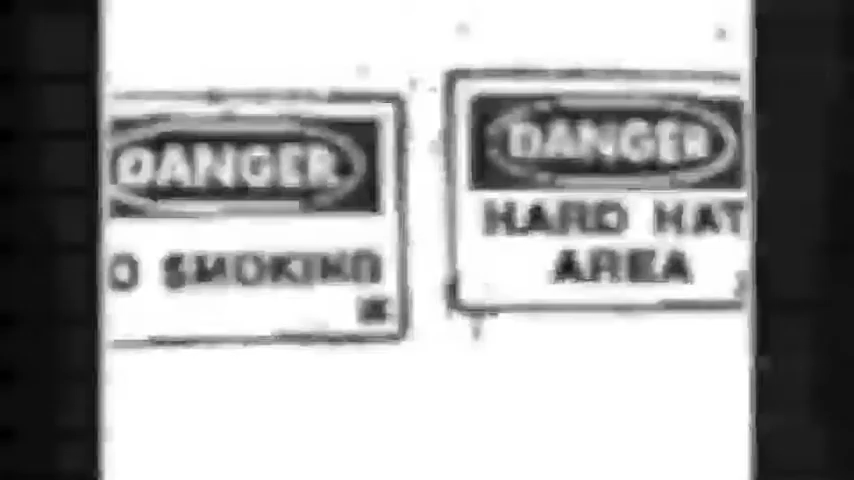 DANGER
O SMOKING
DANGER
HARD HAT
AREA